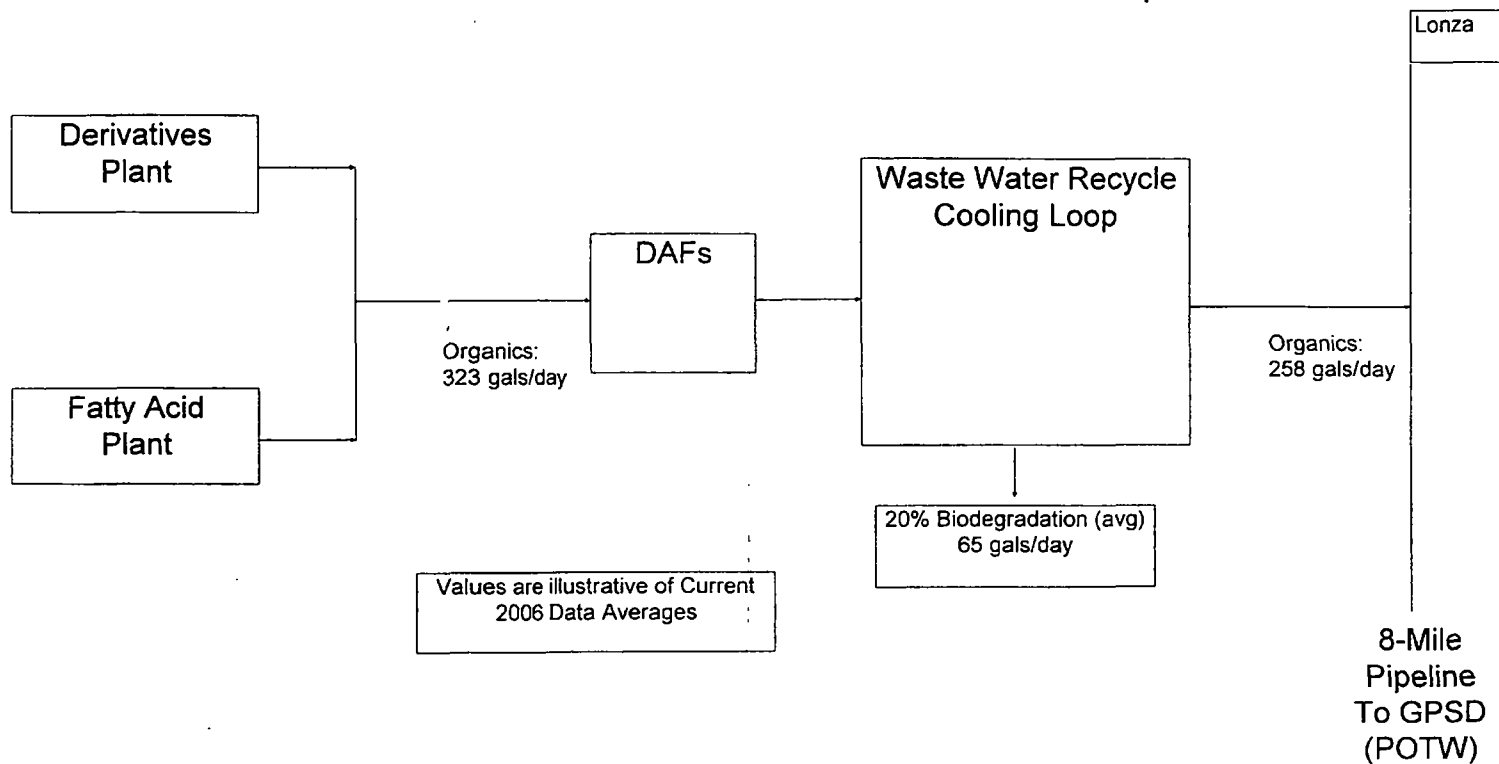 Lonza
Derivatives
Plant
Waste Water Recycle
Cooling Loop
DAFs
Organics:
323 gals/day
Organics:
258 gals/day
Fatty Acid
Plant
20% Biodegradation (avg)
65 gals/day
Values are illustrative of Current
2006 Data Averages
8-Mile
Pipeline
To GPSD
(POTW)